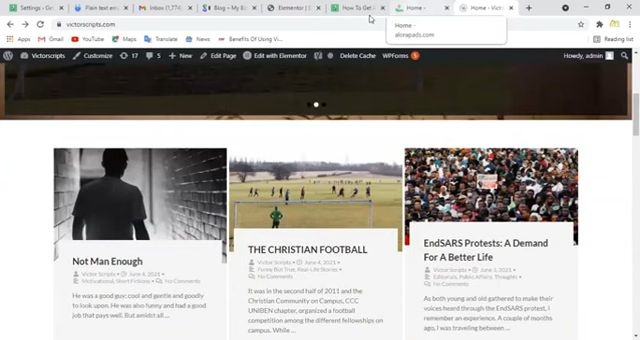 Settings - G
Plain text em
Inbox (1,774)
Blog – My B
Elementor | S
How To Get
Home -
Home - Victo
victorscripts.com
Home -
alorapads.com
Apps
Gmail
YouTube
Maps
Traffic
News
Benefits Of Using Vi...
Reading list
Customize
17
5
New
Edit Page
Edit with Elementor
Speed Cache
WPForms
5
Howdy, admin
Not Man Enough
Victor Scripts • June 4, 2021 •
Motivational, Short Fictions •
No Comments
He was a good guy; cool and gentle and goodly
to look upon. He was also funny and had a good
job that pays well. But amidst all ...
THE CHRISTIAN FOOTBALL
Victor Scripts • June 4, 2021 •
Funny But True, Real-Life Stories •
No Comments
It was in the second half of 2011 and the
Christian Community on Campus, CCC
UNIBEN chapter, organized a football
competition among the different fellowships on
campus. While ...
EndSARS Protests: A Demand
For A Better Life
Victor Scripts • June 3, 2021 •
Editorials, Public Affairs, Thoughts •
No Comments
As both young and old gathered to make their
voices heard through the EndSARS protest, I
remember an experience. A couple of months
ago, I was traveling between ...